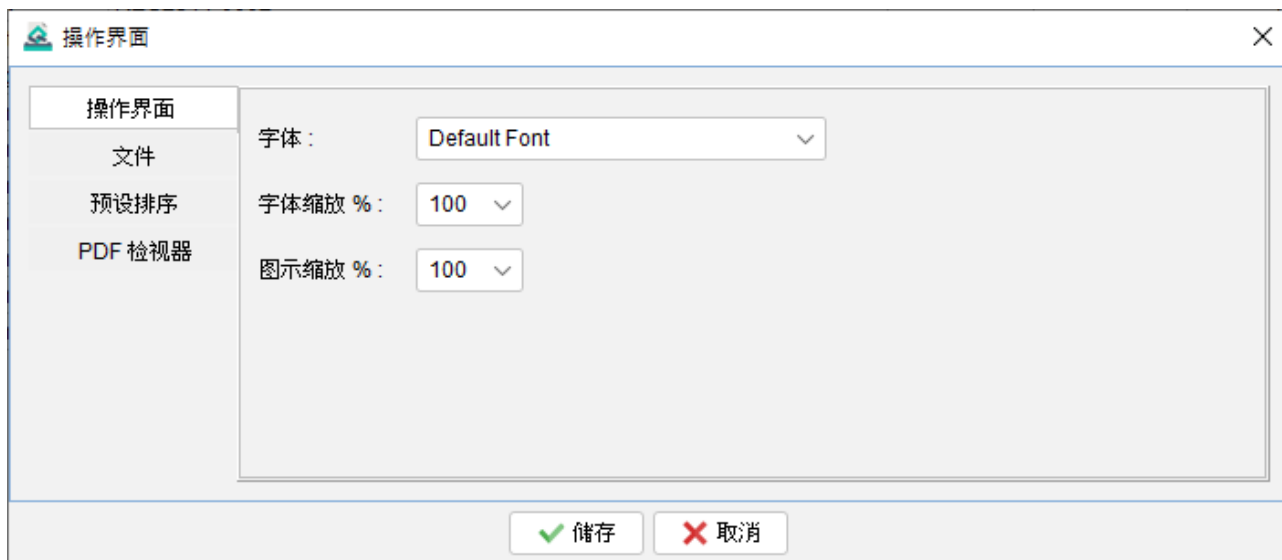 操作界面
操作界面
文件
预设排序
PDF 检视器
字体 : Default Font
字体缩放 % : 100
图示缩放 % : 100
储存 取消